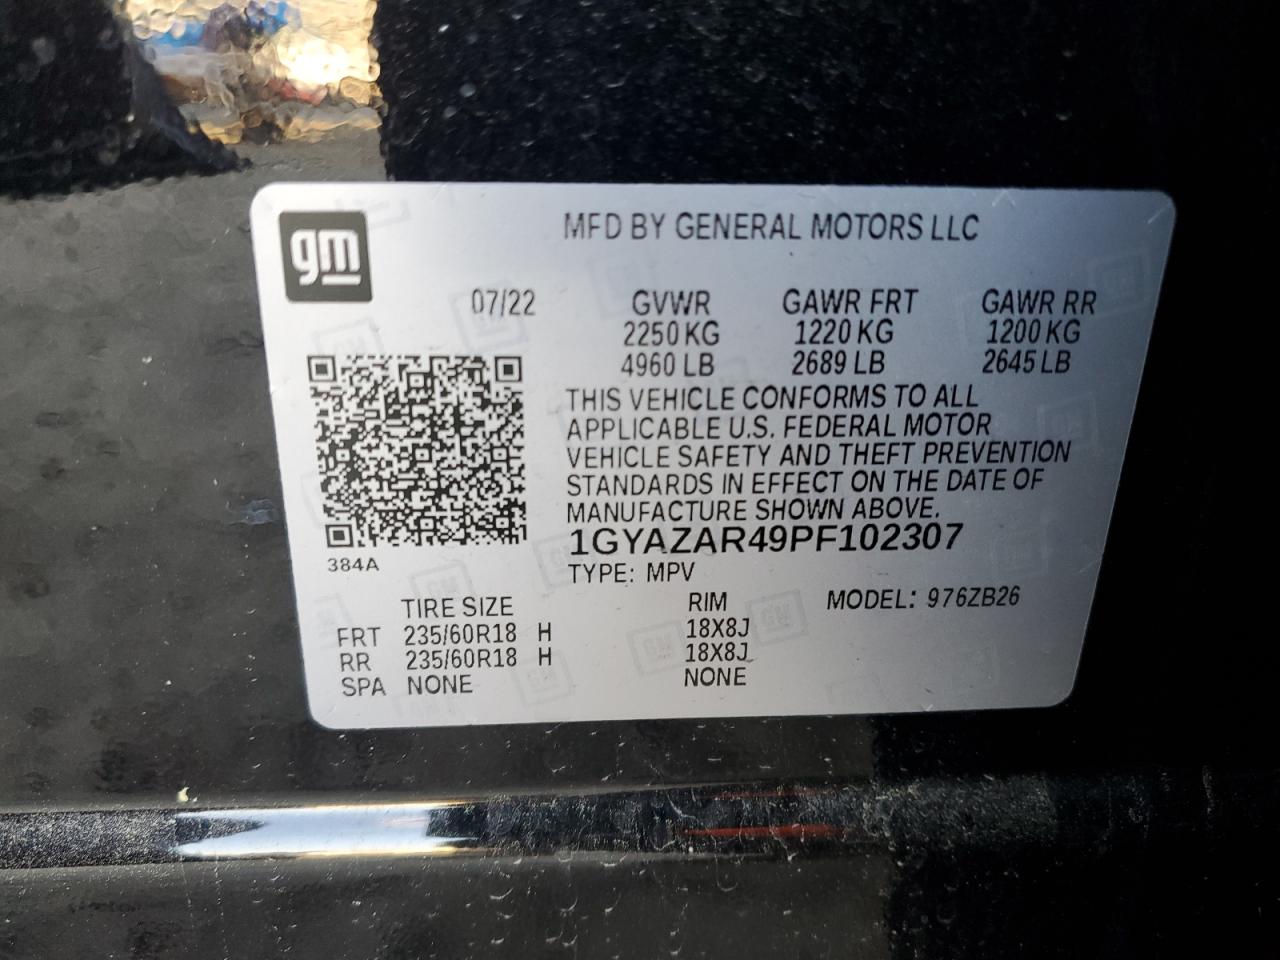 gm
MFD BY GENERAL MOTORS LLC
07/22
GVWR GAWR FRT GAWR RR
2250 KG 1220 KG 1200 KG
4960 LB 2689 LB 2645 LB
THIS VEHICLE CONFORMS TO ALL
APPLICABLE U.S. FEDERAL MOTOR
VEHICLE SAFETY AND THEFT PREVENTION
STANDARDS IN EFFECT ON THE DATE OF
MANUFACTURE SHOWN ABOVE.
1GYAZAR49PF102307
384A
TYPE: MPV
TIRE SIZE RIM MODEL: 976ZB26
FRT 235/60R18 H 18X8J
RR 235/60R18 H 18X8J
SPA NONE NONE